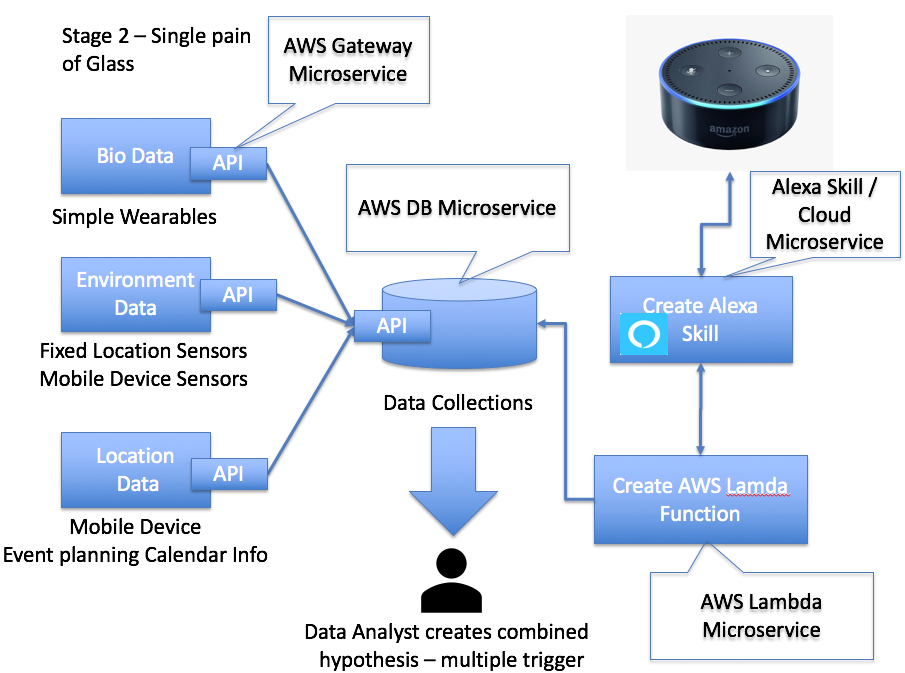 Stage 2 – Single pain
of Glass
AWS Gateway
Microservice
amazon
Bio Data
API
Simple Wearables
AWS DB Microservice
Alexa Skill /
Cloud
Microservice
Environment
Data
API
Fixed Location Sensors
Mobile Device Sensors
API
Data Collections
Create Alexa
Skill
Location
Data
API
Mobile Device
Event planning Calendar Info
Create AWS Lamda
Function
AWS Lambda
Microservice
Data Analyst creates combined
hypothesis – multiple trigger